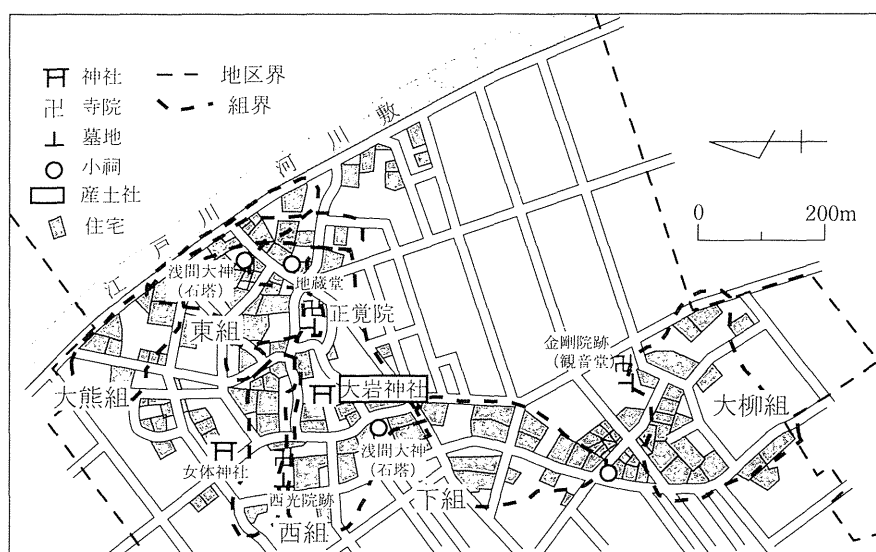 神社
寺院
墓地
小祠
産土社
住宅
地区界
組界
江戸川河川敷
0 200m
浅間大神
(石塔)
地蔵堂
正覚院
東組
金剛院跡
(観音堂)
大熊組
大岩神社
大柳組
女体神社
浅間大神
(石塔)
西光院跡
下組
西組